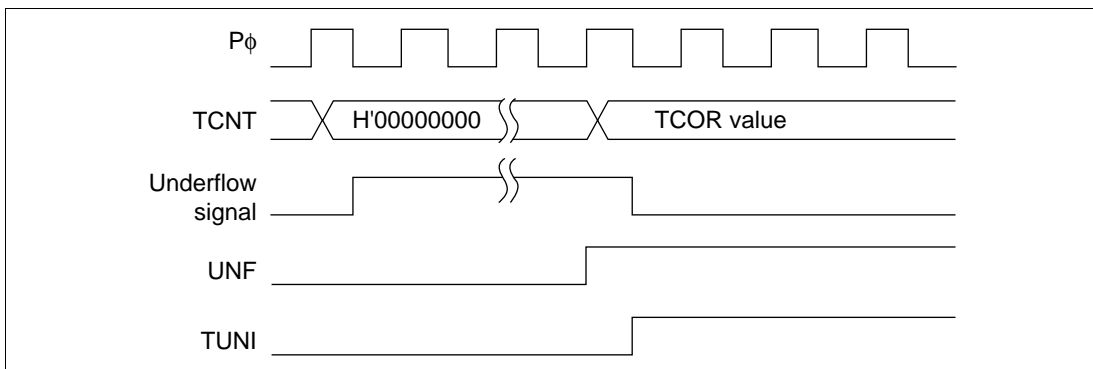 Pϕ
TCNT H'00000000 TCOR value
Underflow
signal
UNF
TUNI